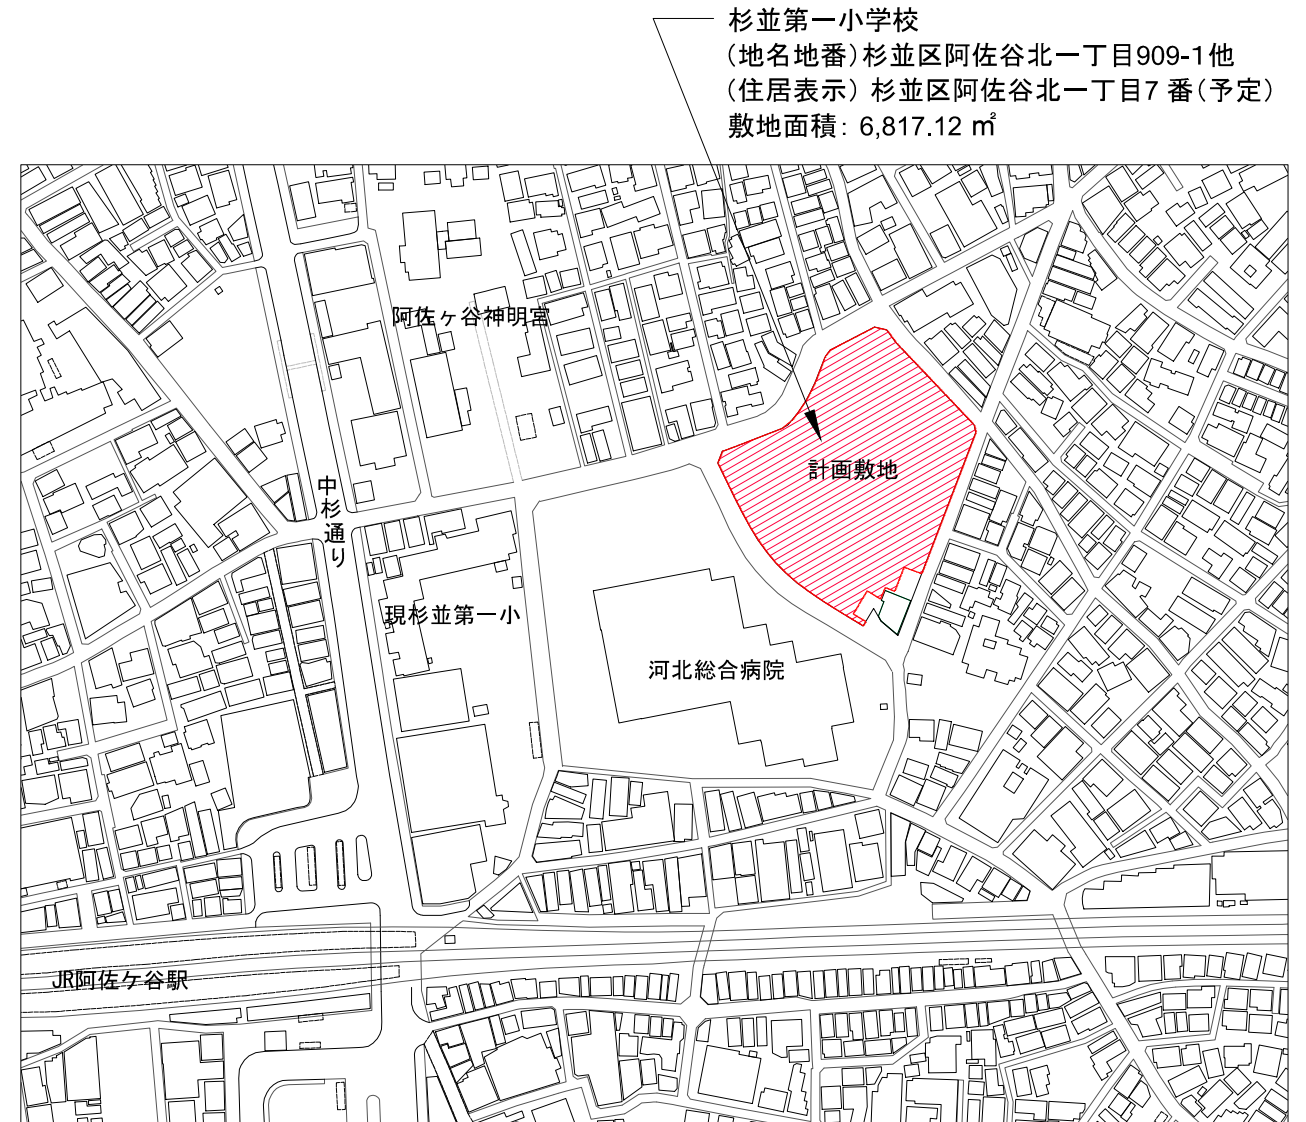 杉並第一小学校
(地名地番)杉並区阿佐谷北一丁目909-1他
(住居表示) 杉並区阿佐谷北一丁目7 番(予定)
敷地面積: 6,817.12 ㎡
阿佐ヶ谷神明宮
計画敷地
中杉通り
現杉並第一小
河北総合病院
JR阿佐ケ谷駅